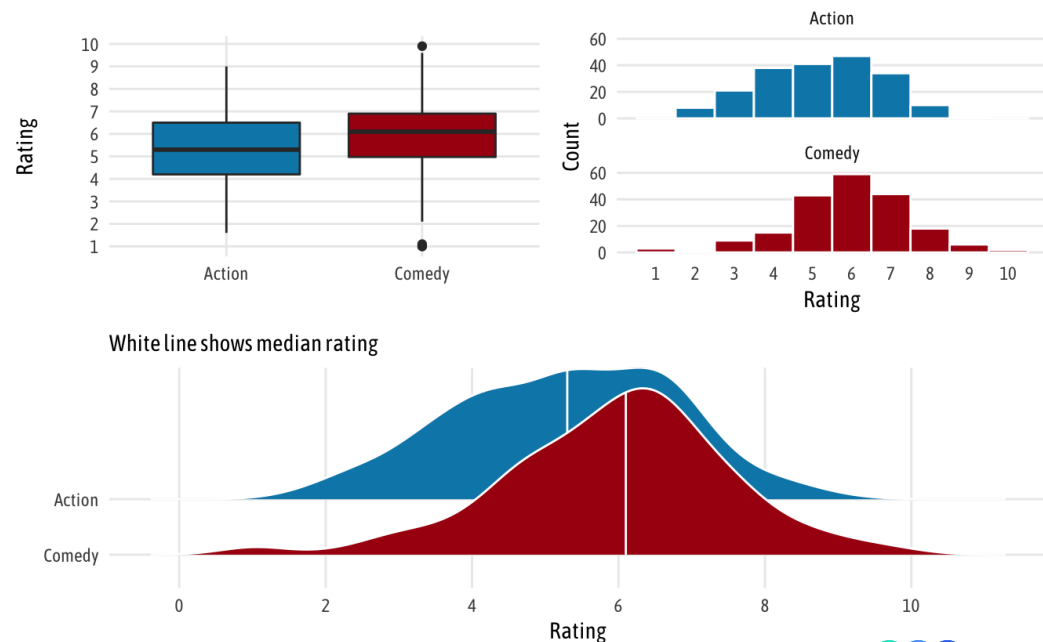 10
9
8
7
6
5
4
3
2
1
Rating
Action Comedy
Action
60
40
20
0
Count
Comedy
60
40
20
0
1 2 3 4 5 6 7 8 9 10
Rating
White line shows median rating
Action
Comedy
0 2 4 6 8 10
Rating